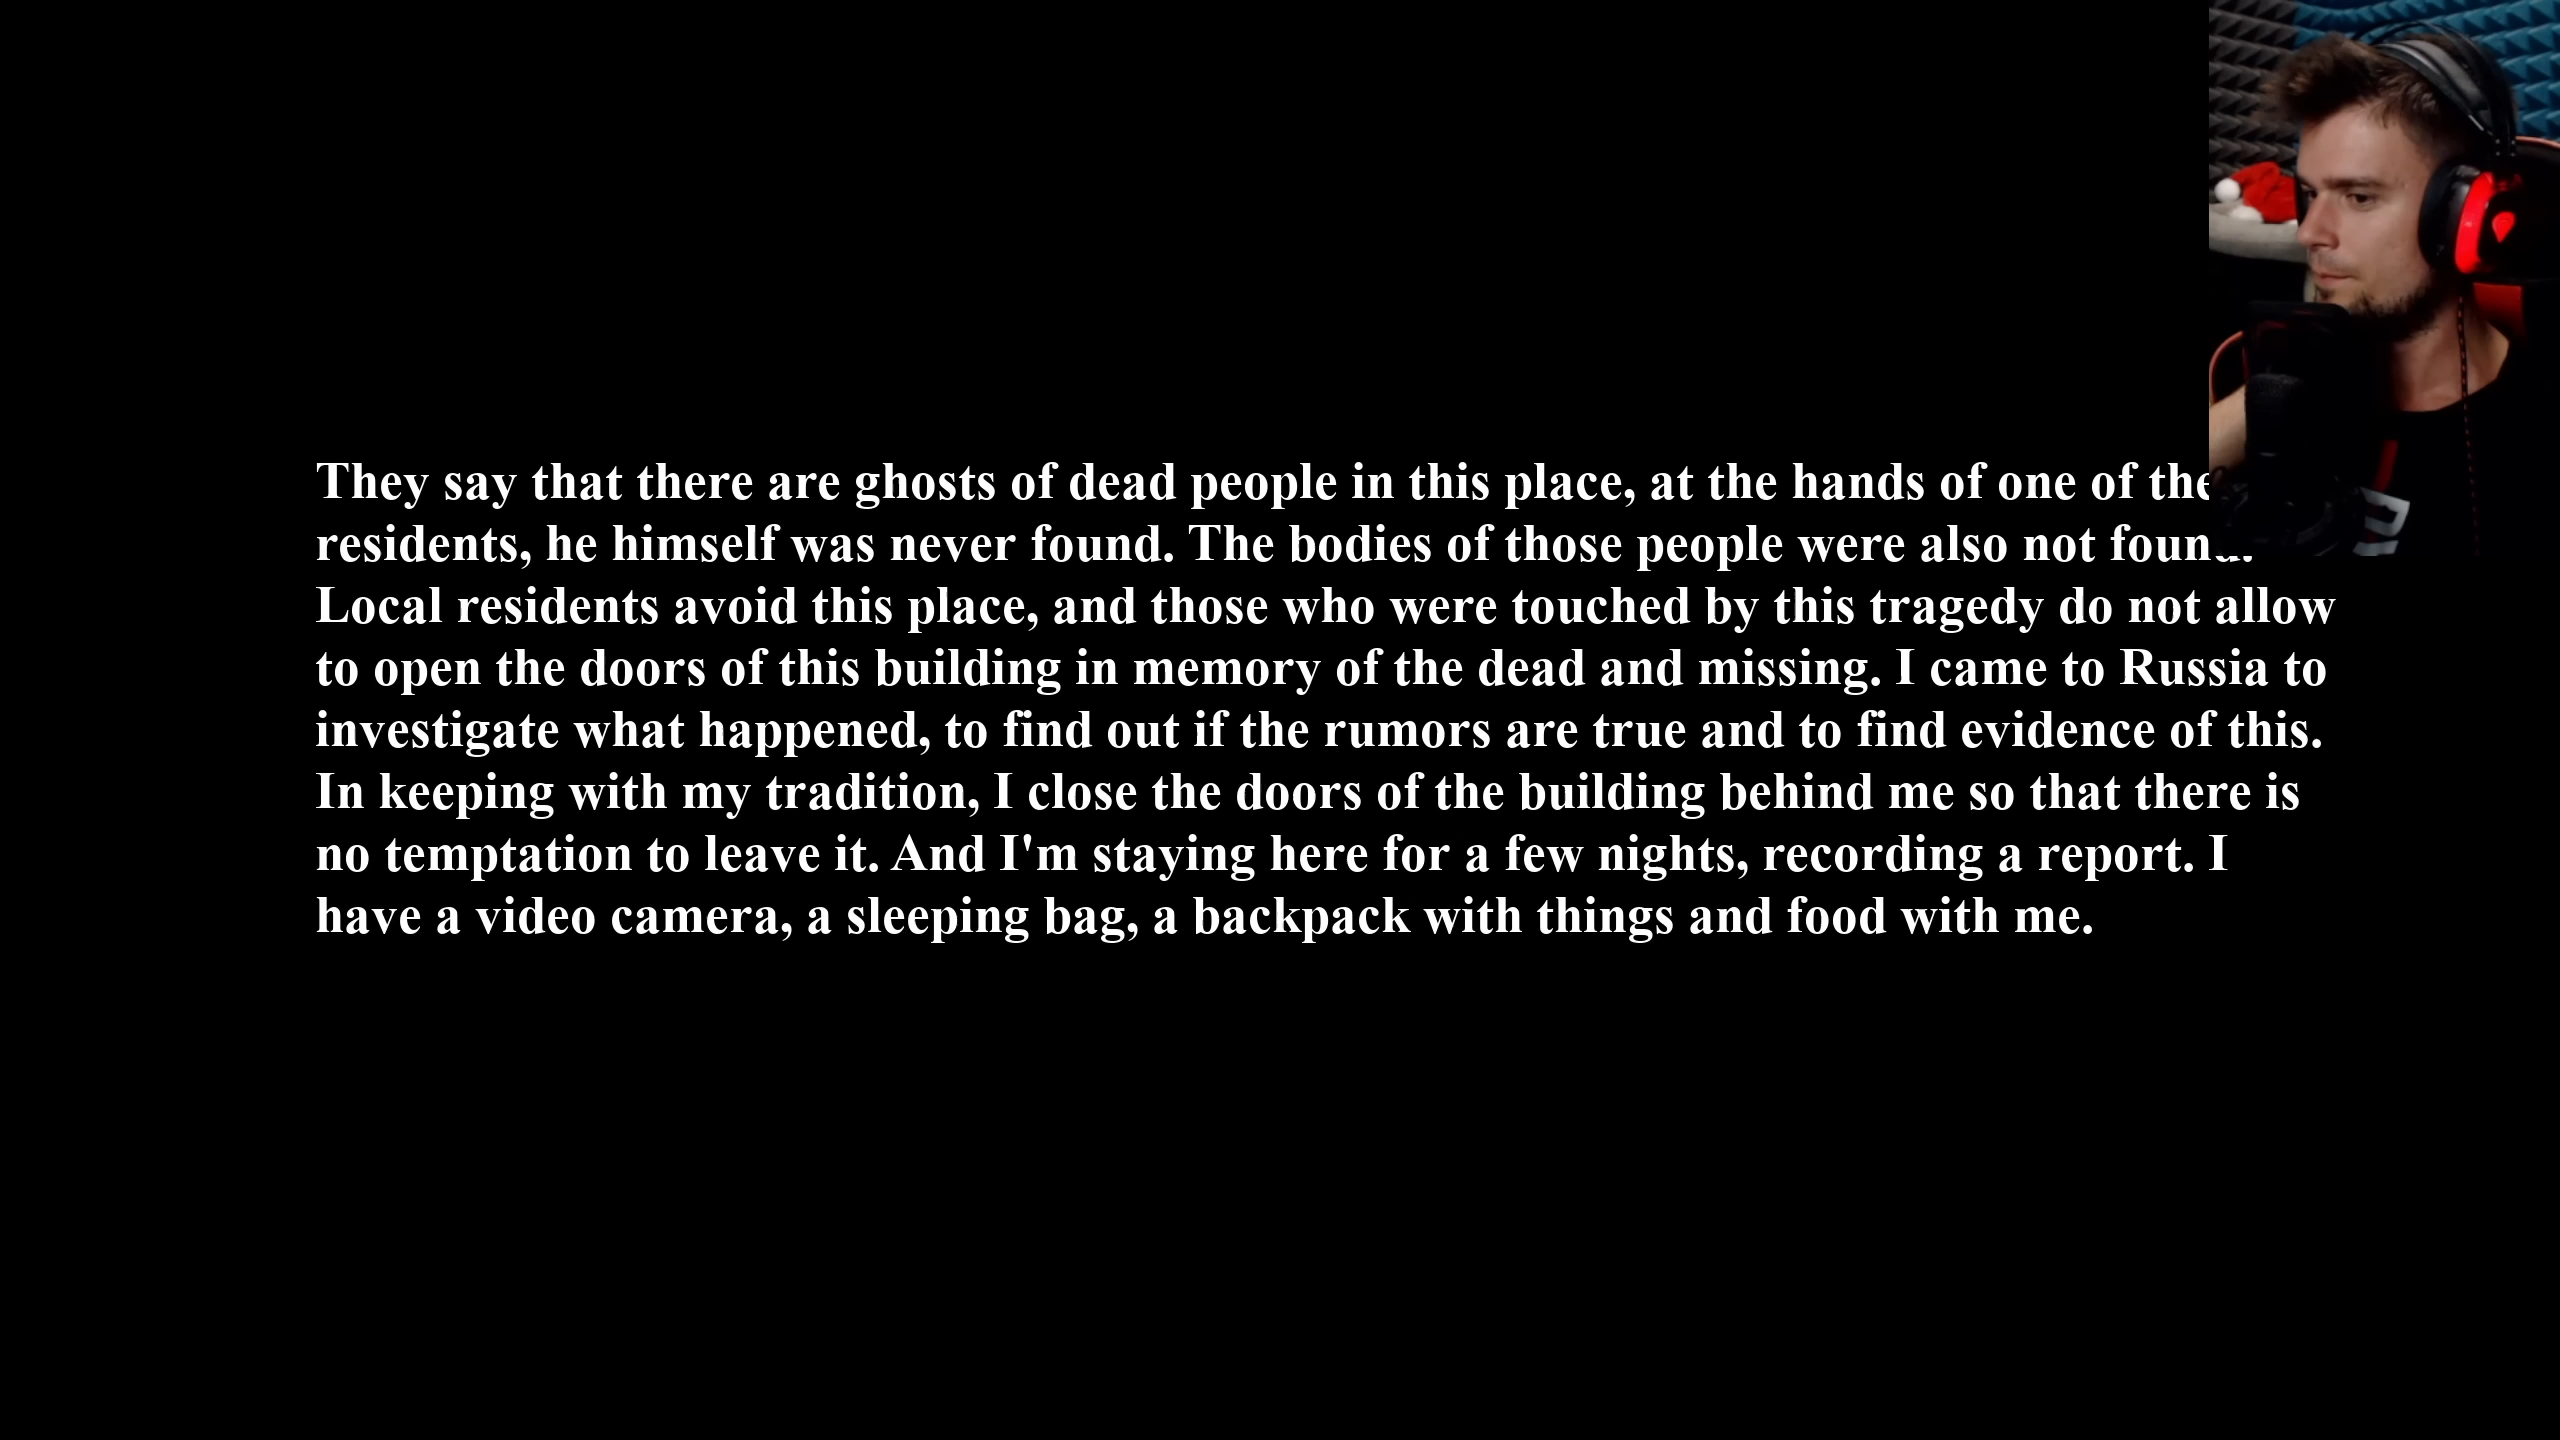 They say that there are ghosts of dead people in this place, at the hands of one of the
residents, he himself was never found. The bodies of those people were also not found.
Local residents avoid this place, and those who were touched by this tragedy do not allow
to open the doors of this building in memory of the dead and missing. I came to Russia to
investigate what happened, to find out if the rumors are true and to find evidence of this.
In keeping with my tradition, I close the doors of the building behind me so that there is
no temptation to leave it. And I'm staying here for a few nights, recording a report. I
have a video camera, a sleeping bag, a backpack with things and food with me.